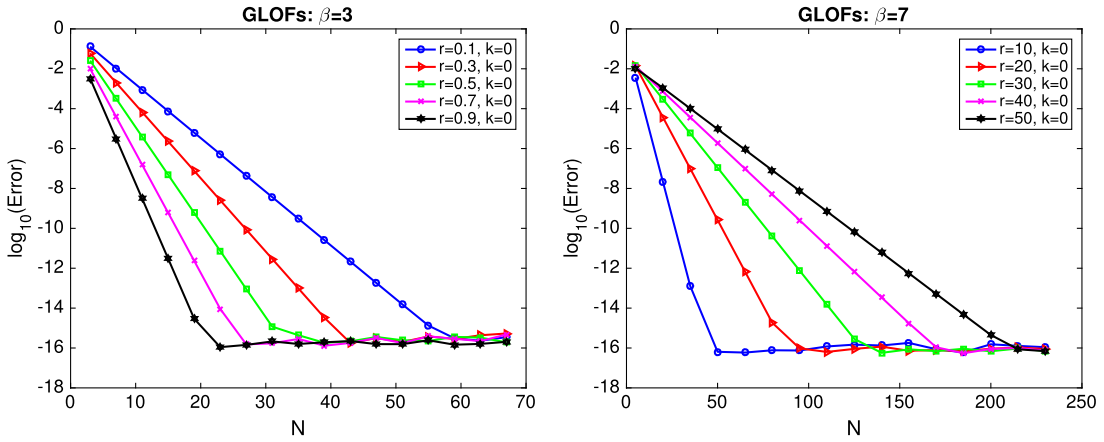 GLOFs: β=3
log10(Error)
0
-2
-4
-6
-8
-10
-12
-14
-16
-18
0 10 20 30 40 50 60 70
N
r=0.1, k=0
r=0.3, k=0
r=0.5, k=0
r=0.7, k=0
r=0.9, k=0
GLOFs: β=7
log10(Error)
0
-2
-4
-6
-8
-10
-12
-14
-16
-18
0 50 100 150 200 250
N
r=10, k=0
r=20, k=0
r=30, k=0
r=40, k=0
r=50, k=0